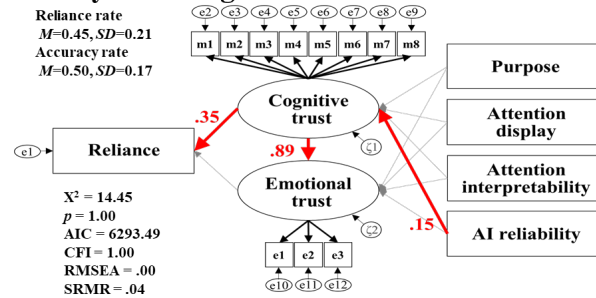 Reliance rate
M=0.45, SD=0.21
Accuracy rate
M=0.50, SD=0.17
e2 e3 e4 e5 e6 e7 e8 e9
m1 m2 m3 m4 m5 m6 m7 m8
Purpose
Cognitive
trust
Attention
display
.35
ζ1
e1
Reliance
.89
Attention
interpretability
Emotional
trust
ζ2
.15
AI reliability
X² = 14.45
p = 1.00
AIC = 6293.49
CFI = 1.00
RMSEA = .00
SRMR = .04
e1 e2 e3
e10 e11 e12